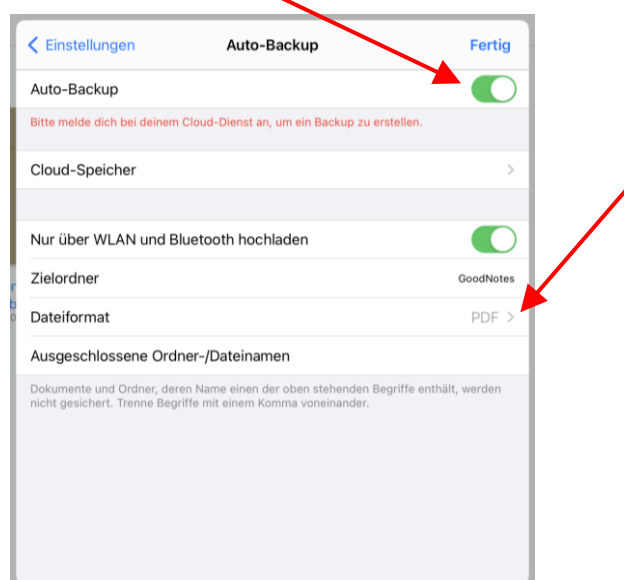 Einstellungen Auto-Backup Fertig
Auto-Backup
Bitte melde dich bei deinem Cloud-Dienst an, um ein Backup zu erstellen.
Cloud-Speicher
Nur über WLAN und Bluetooth hochladen
Zielordner GoodNotes
Dateiformat PDF
Ausgeschlossene Ordner-/Dateinamen
Dokumente und Ordner, deren Name einen der oben stehenden Begriffe enthält, werden
nicht gesichert. Trenne Begriffe mit einem Komma voneinander.